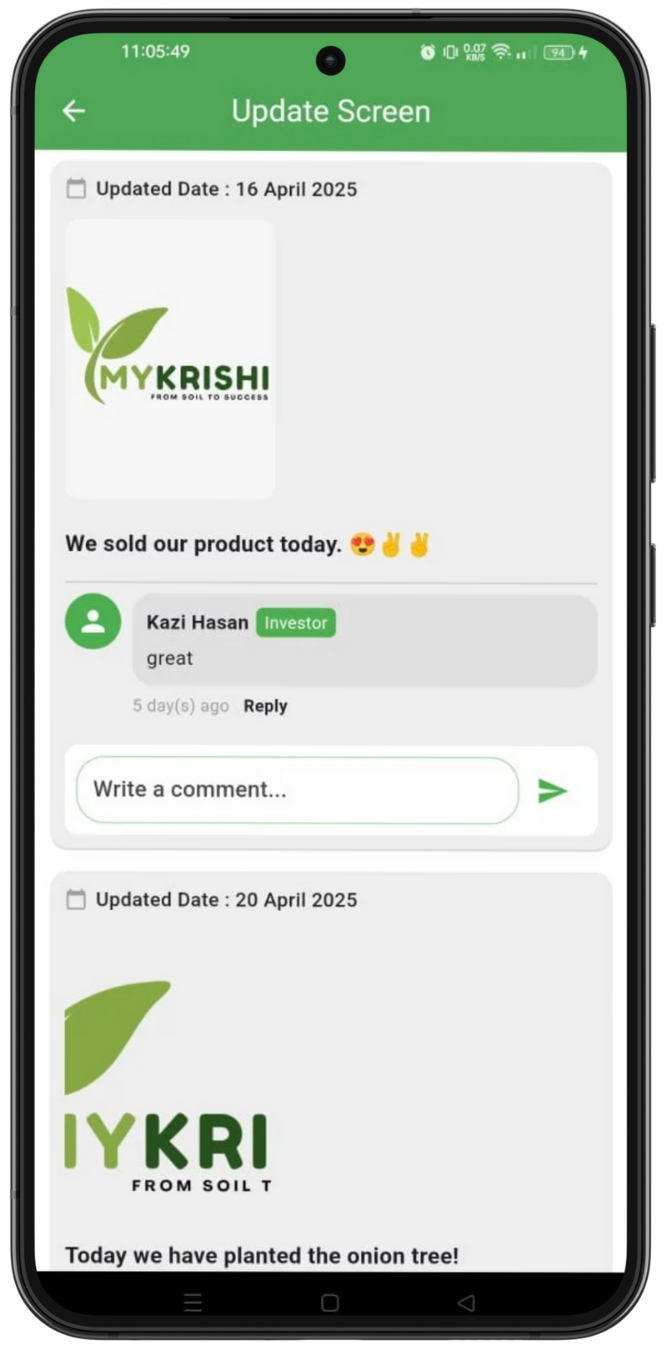 11:05:49
0.07
KB/S
94
Update Screen
Updated Date : 16 April 2025
MYKRISHI
FROM SOIL TO SUCCESS
We sold our product today. 😍✌️✌️
Kazi Hasan Investor
great
5 day(s) ago Reply
Write a comment...
Updated Date : 20 April 2025
IYKRI
FROM SOIL T
Today we have planted the onion tree!